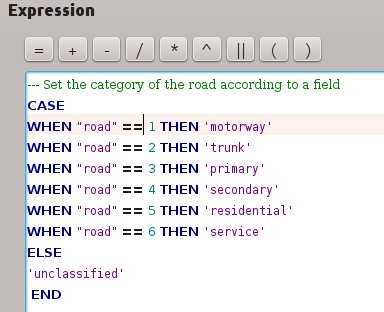 Expression
= + - / * ^ || ( )
--- Set the category of the road according to a field
CASE
WHEN "road" == 1 THEN 'motorway'
WHEN "road" == 2 THEN 'trunk'
WHEN "road" == 3 THEN 'primary'
WHEN "road" == 4 THEN 'secondary'
WHEN "road" == 5 THEN 'residential'
WHEN "road" == 6 THEN 'service'
ELSE
'unclassified'
END